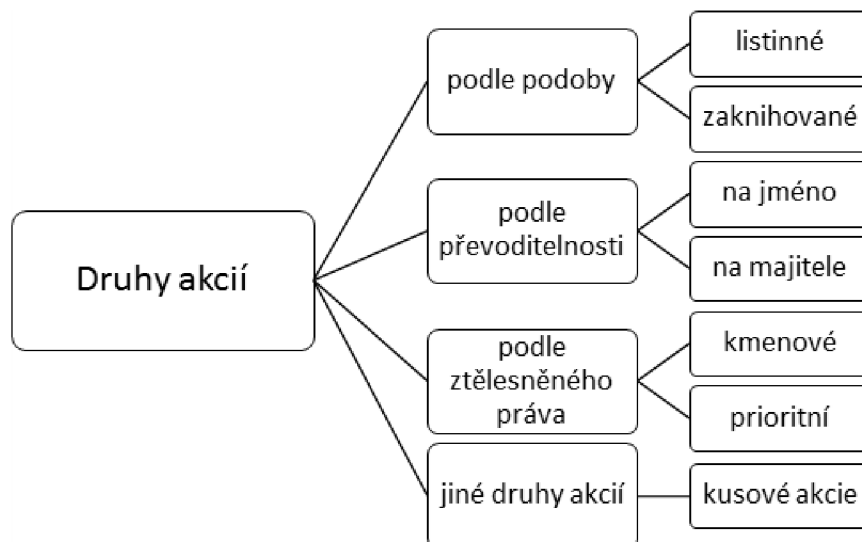 Druhy akcií
podle podoby
listinné
zaknihované
podle
převoditelnosti
na jméno
na majitele
podle
ztělesněného
práva
kmenové
prioritní
jiné druhy akcií
kusové akcie